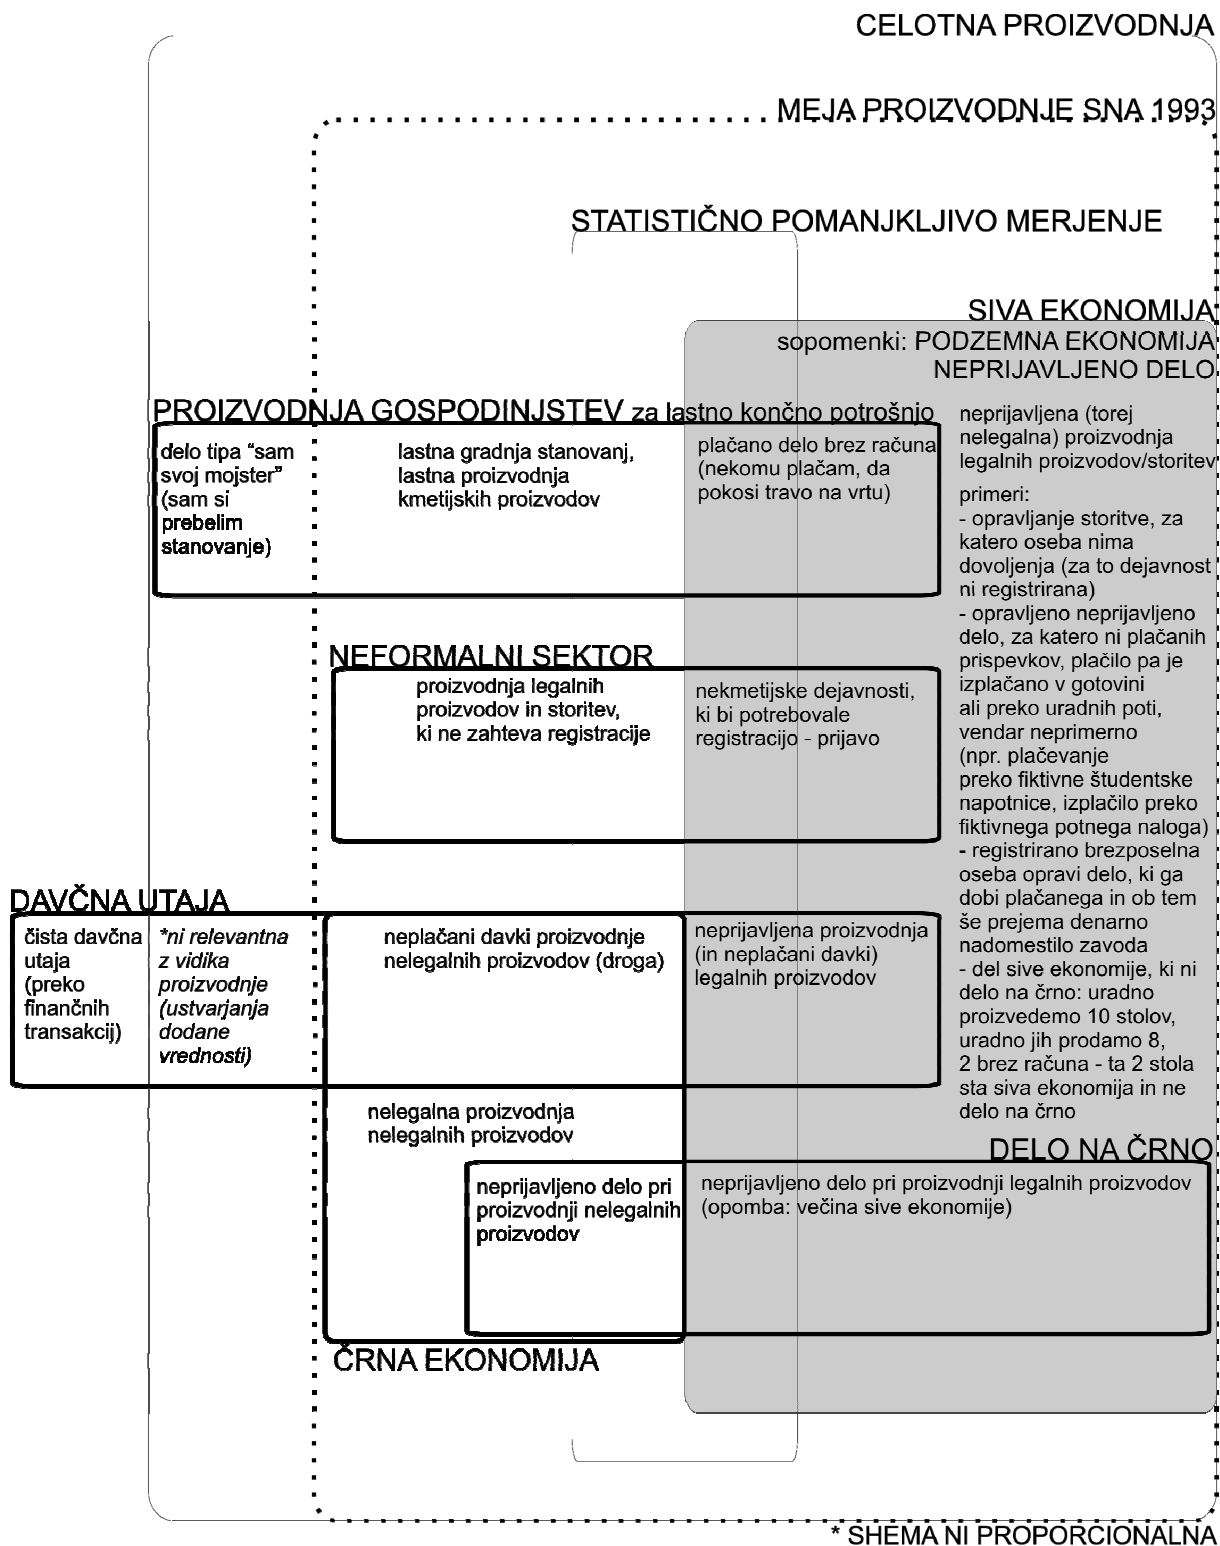 CELOTNA PROIZVODNJA
MEJA PROIZVODNJE SNA 1993
STATISTIČNO POMANJKLJIVO MERJENJE
SIVA EKONOMIJA
sopomenki: PODZEMNA EKONOMIJA
NEPRIJAVLJENO DELO
PROIZVODNJA GOSPODINJSTEV za lastno končno potrošnjo
delo tipa “sam
svoj mojster”
(sam si
prebelim
stanovanje)
lastna gradnja stanovanj,
lastna proizvodnja
kmetijskih proizvodov
plačano delo brez računa
(nekomu plačam, da
pokosi travo na vrtu)
neprijavljena (torej
nelegalna) proizvodnja
legalnih proizvodov/storitev
primeri:
- opravljanje storitve, za
katero oseba nima
dovoljenja (za to dejavnost
ni registrirana)
- opravljeno neprijavljeno
delo, za katero ni plačanih
prispevkov, plačilo pa je
izplačano v gotovini
ali preko uradnih poti,
vendar neprimerno
(npr. plačevanje
preko fiktivne študentske
napotnice, izplačilo preko
fiktivnega potnega naloga)
- registrirano brezposelna
oseba opravi delo, ki ga
dobi plačanega in ob tem
še prejema denarno
nadomestilo zavoda
- del sive ekonomije, ki ni
delo na črno: uradno
proizvedemo 10 stolov,
uradno jih prodamo 8,
2 brez računa - ta 2 stola
sta siva ekonomija in ne
delo na črno
NEFORMALNI SEKTOR
proizvodnja legalnih
proizvodov in storitev,
ki ne zahteva registracije
nekmetijske dejavnosti,
ki bi potrebovale
registracijo - prijavo
DAVČNA UTAJA
čista davčna
utaja
(preko
finančnih
transakcij)
*ni relevantna
z vidika
proizvodnje
(ustvarjanja
dodane
vrednosti)
neplačani davki proizvodnje
nelegalnih proizvodov (droga)
neprijavljena proizvodnja
(in neplačani davki)
legalnih proizvodov
nelegalna proizvodnja
nelegalnih proizvodov
DELO NA ČRNO
neprijavljeno delo pri
proizvodnji nelegalnih
proizvodov
neprijavljeno delo pri proizvodnji legalnih proizvodov
(opomba: večina sive ekonomije)
ČRNA EKONOMIJA
* SHEMA NI PROPORCIONALNA